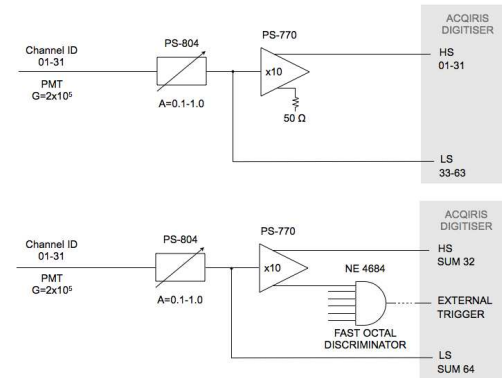 ACQIRIS
DIGITISER
Channel ID
01-31
PMT
G=2x10⁵
PS-804
A=0.1-1.0
PS-770
x10
50 Ω
HS
01-31
LS
33-63
ACQIRIS
DIGITISER
Channel ID
01-31
PMT
G=2x10⁵
PS-804
A=0.1-1.0
PS-770
x10
NE 4684
FAST OCTAL
DISCRIMINATOR
HS
SUM 32
EXTERNAL
TRIGGER
LS
SUM 64